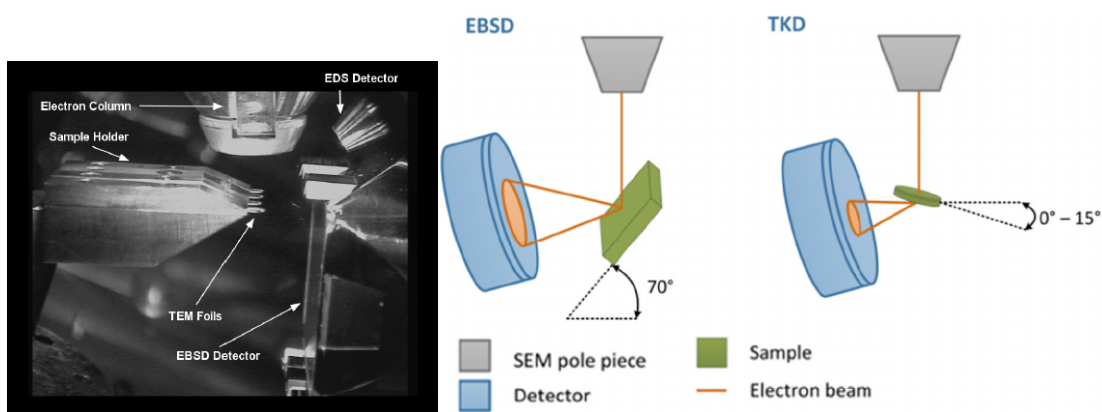 EDS Detector
Electron Column
Sample Holder
TEM Foils
EBSD Detector
EBSD
TKD
70°
0° – 15°
SEM pole piece
Detector
Sample
Electron beam